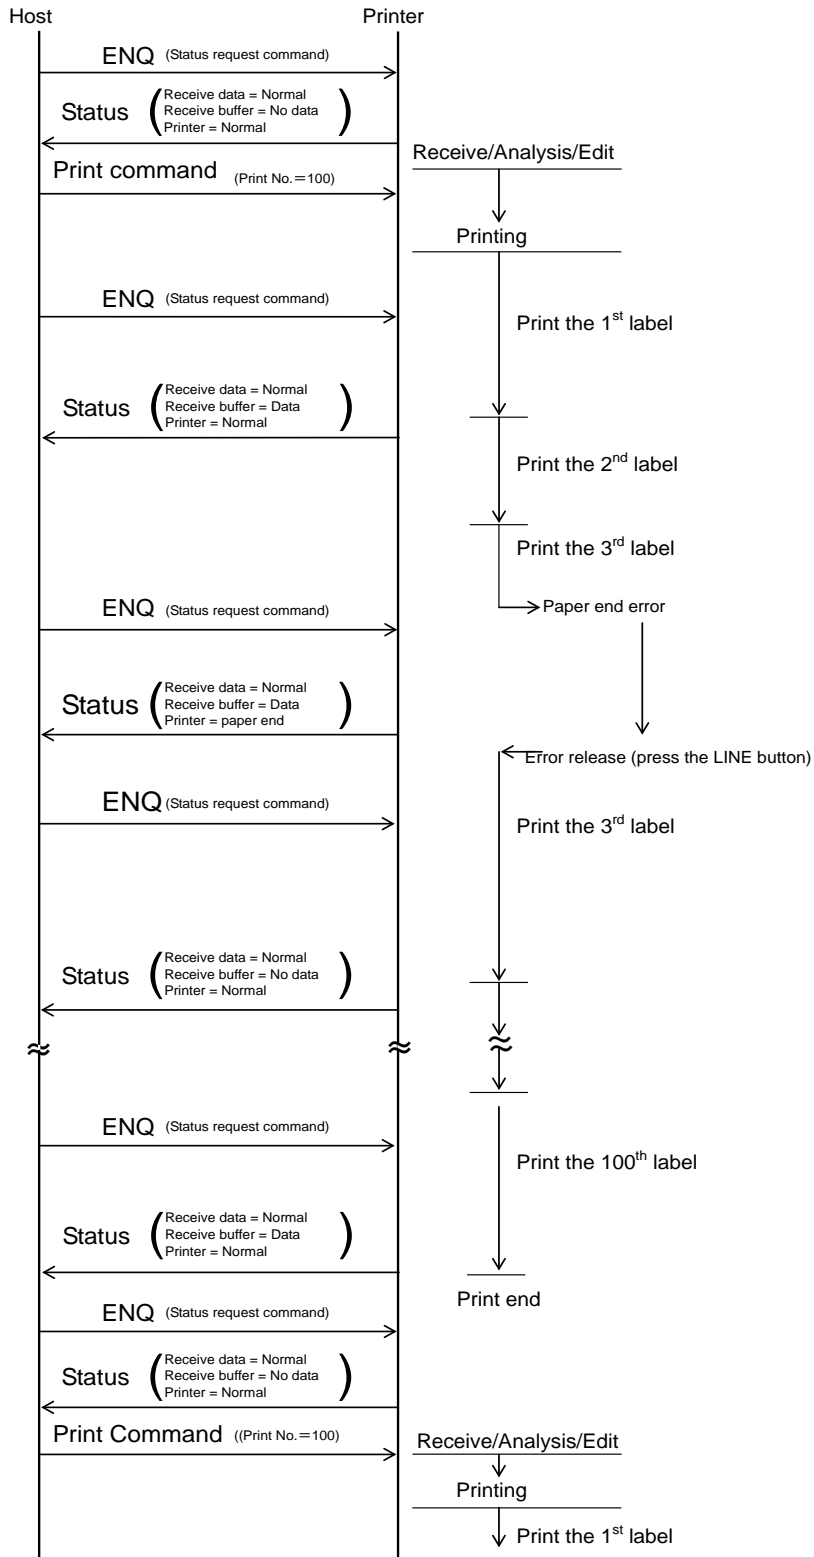 Host Printer
ENQ (Status request command)
Status (Receive data = Normal
Receive buffer = No data
Printer = Normal)
Receive/Analysis/Edit
Print command (Print No.＝100)
Printing
ENQ (Status request command)
Print the 1st label
Status (Receive data = Normal
Receive buffer = Data
Printer = Normal)
Print the 2nd label
Print the 3rd label
ENQ (Status request command)
Paper end error
Status (Receive data = Normal
Receive buffer = Data
Printer = paper end)
Error release (press the LINE button)
ENQ (Status request command)
Print the 3rd label
Status (Receive data = Normal
Receive buffer = No data
Printer = Normal)
ENQ (Status request command)
Print the 100th label
Status (Receive data = Normal
Receive buffer = Data
Printer = Normal)
Print end
ENQ (Status request command)
Status (Receive data = Normal
Receive buffer = No data
Printer = Normal)
Print Command ((Print No.＝100)
Receive/Analysis/Edit
Printing
Print the 1st label